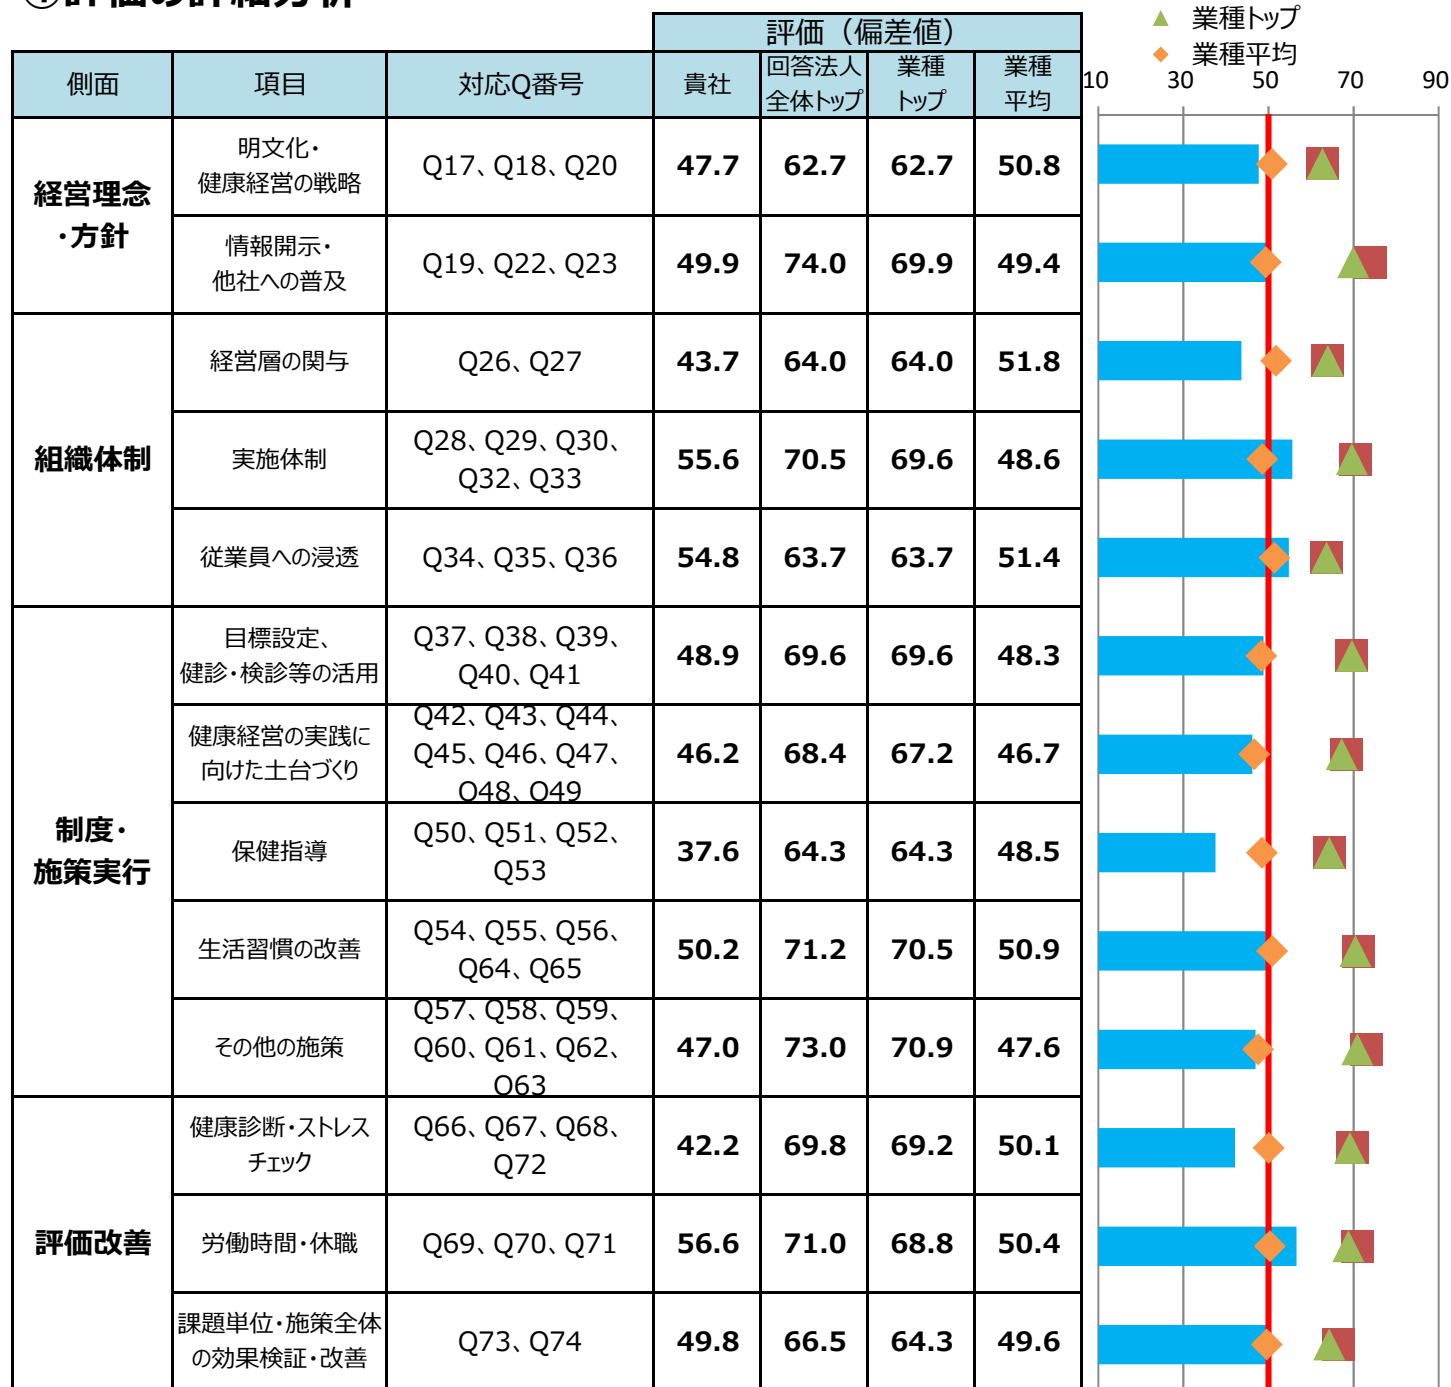 評価（偏差値）
側面 項目 対応Q番号 貴社 回答法人 業種 業種
全体トップ トップ 平均
▲ 業種トップ
◆ 業種平均
10 30 50 70 90
経営理念
・方針
明文化・
健康経営の戦略
Q17、Q18、Q20 47.7 62.7 62.7 50.8
情報開示・
他社への普及
Q19、Q22、Q23 49.9 74.0 69.9 49.4
組織体制
経営層の関与 Q26、Q27 43.7 64.0 64.0 51.8
実施体制
Q28、Q29、Q30、
Q32、Q33
55.6 70.5 69.6 48.6
従業員への浸透 Q34、Q35、Q36 54.8 63.7 63.7 51.4
制度・
施策実行
目標設定、
健診・検診等の活用
Q37、Q38、Q39、
Q40、Q41
48.9 69.6 69.6 48.3
健康経営の実践に
向けた土台づくり
Q42、Q43、Q44、
Q45、Q46、Q47、
Q48、Q49
46.2 68.4 67.2 46.7
保健指導
Q50、Q51、Q52、
Q53
37.6 64.3 64.3 48.5
生活習慣の改善
Q54、Q55、Q56、
Q64、Q65
50.2 71.2 70.5 50.9
その他の施策
Q57、Q58、Q59、
Q60、Q61、Q62、
Q63
47.0 73.0 70.9 47.6
評価改善
健康診断・ストレス
チェック
Q66、Q67、Q68、
Q72
42.2 69.8 69.2 50.1
労働時間・休職 Q69、Q70、Q71 56.6 71.0 68.8 50.4
課題単位・施策全体
の効果検証・改善
Q73、Q74 49.8 66.5 64.3 49.6